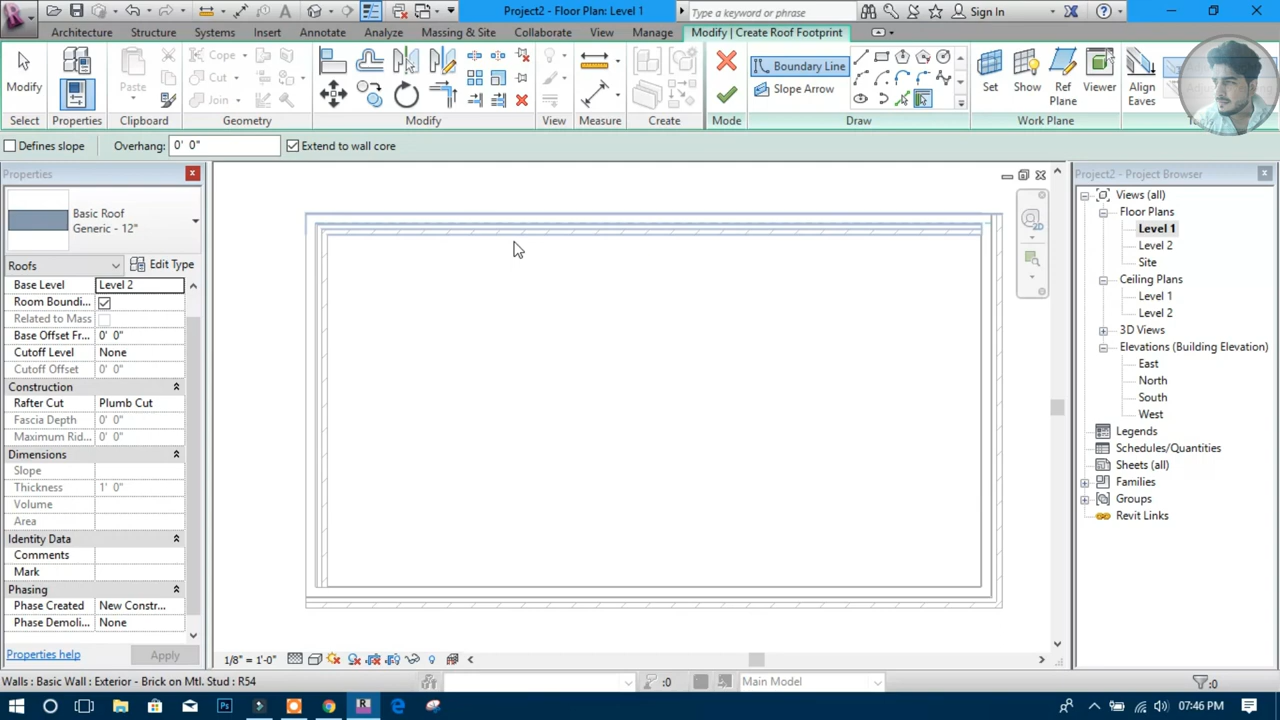 Project2 - Floor Plan: Level 1
Type a keyword or phrase
Sign In
Architecture Structure Systems Insert Annotate Analyze Massing & Site Collaborate View Manage Modify | Create Roof Footprint
Modify
Select
Properties
Paste
Clipboard
Cope
Cut
Join
Geometry
Modify
View
Measure
Create
Mode
Boundary Line
Slope Arrow
Draw
Set
Show
Ref Plane
Viewer
Work Plane
Align Eaves
Defines slope
Overhang: 0' 0"
Extend to wall core
Properties
Basic Roof
Generic - 12"
Roofs
Edit Type
Base Level Level 2
Room Boundi...
Related to Mass
Base Offset Fr... 0' 0"
Cutoff Level None
Cutoff Offset 0' 0"
Construction
Rafter Cut Plumb Cut
Fascia Depth 0' 0"
Maximum Rid... 0' 0"
Dimensions
Slope
Thickness 1' 0"
Volume
Area
Identity Data
Comments
Mark
Phasing
Phase Created New Constr...
Phase Demoli... None
Properties help
Apply
2D
Project2 - Project Browser
Views (all)
Floor Plans
Level 1
Level 2
Site
Ceiling Plans
Level 1
Level 2
3D Views
Elevations (Building Elevation)
East
North
South
West
Legends
Schedules/Quantities
Sheets (all)
Families
Groups
Revit Links
1/8" = 1'-0"
Walls : Basic Wall : Exterior - Brick on Mtl. Stud : R54
:0
Main Model
:0
07:46 PM